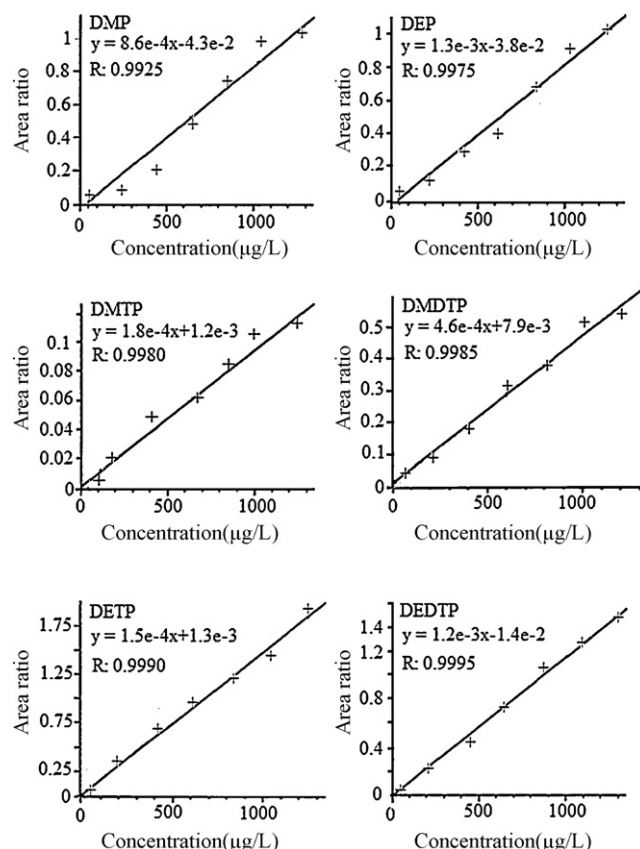 DMP
y = 8.6e-4x-4.3e-2
R: 0.9925
1
0.8
0.6
0.4
0.2
0
0
500
1000
Area ratio
Concentration(µg/L)
DEP
y = 1.3e-3x-3.8e-2
R: 0.9975
1
0.8
0.6
0.4
0.2
0
0
500
1000
Area ratio
Concentration(µg/L)
DMTP
y = 1.8e-4x+1.2e-3
R: 0.9980
0.1
0.08
0.06
0.04
0.02
0
0
500
1000
Area ratio
Concentration(µg/L)
DMDTP
y = 4.6e-4x+7.9e-3
R: 0.9985
0.5
0.4
0.3
0.2
0.1
0
0
500
1000
Area ratio
Concentration(µg/L)
DETP
y = 1.5e-4x+1.3e-3
R: 0.9990
1.75
1.25
0.75
0.25
0
0
500
1000
Area ratio
Concentration(µg/L)
DEDTP
y = 1.2e-3x-1.4e-2
R: 0.9995
1.4
1.2
0.8
0.4
0
0
500
1000
Area ratio
Concentration(µg/L)